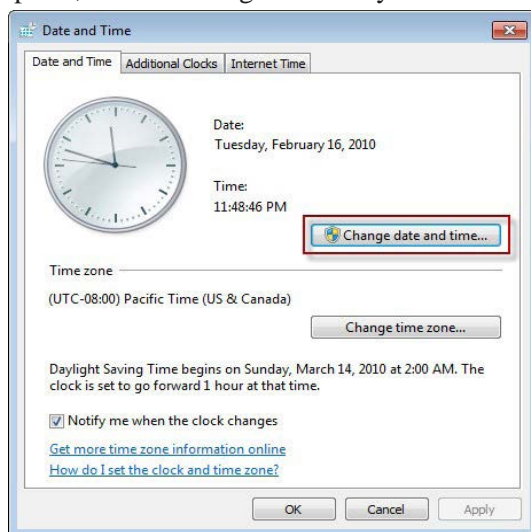 Date and Time
Date and Time Additional Clocks Internet Time
Date:
Tuesday, February 16, 2010
Time:
11:48:46 PM
Change date and time...
Time zone
(UTC-08:00) Pacific Time (US & Canada)
Change time zone...
Daylight Saving Time begins on Sunday, March 14, 2010 at 2:00 AM. The
clock is set to go forward 1 hour at that time.
Notify me when the clock changes
Get more time zone information online
How do I set the clock and time zone?
OK Cancel Apply